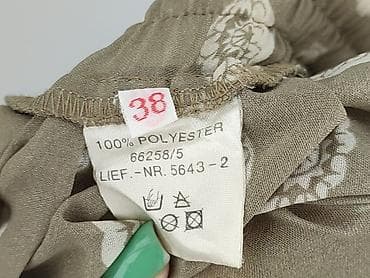 38
100% POLYESTER
66258/5
LIEF.-NR. 5643-2